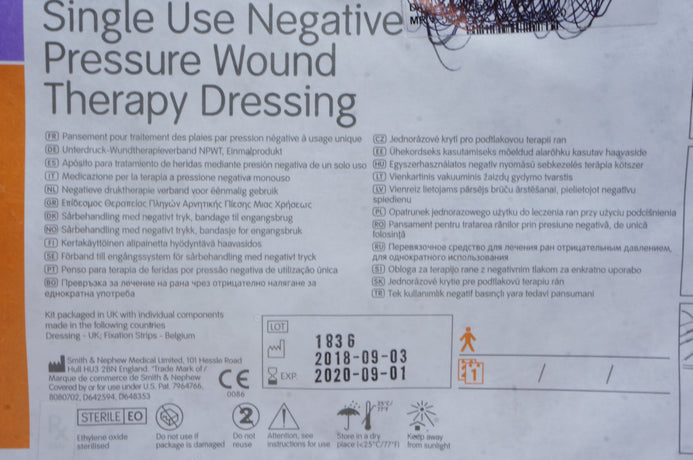 Single Use Negative
Pressure Wound
Therapy Dressing
FR Pansement pour traitement des plaies par pression négative à usage unique
DE Unterdruck-Wundtherapieverband NPWT, Einmalprodukt
ES Apósito para tratamiento de heridas mediante presión negativa de un solo uso
IT Medicazione per la terapia a pressione negativa monouso
NL Negatieve druktherapie verband voor éénmalig gebruik
GR Επίδεσμος Θεραπείας Πληγών Αρνητικής Πίεσης Μιας Χρήσεως
DK Sårbehandling med negativt tryk, bandage til engangsbrug
NO Sårbehandling med negativt trykk, bandasje for engangsbruk
FI Kertakäyttöinen alipainetta hyödyntävä haavasidos
SE Förband till engångssystem för sårbehandling med negativt tryck
PT Penso para terapia de feridas por pressão negativa de utilização única
BG Превръзка за лечение на рана чрез отрицателно налягане за
еднократна употреба
CZ Jednorázové krytí pro podtlakovou terapii ran
EE Ühekordseks kasutamiseks mõeldud alarõhku kasutav haavaside
HU Egyszerhasználatos negatív nyomású sebkezelés terápia kötszer
LT Vienkartinis vakuuminis žaizdų gydymo tvarstis
LV Vienreiz lietojams pārsējs brūču ārstēšanai, pielietojot negatīvu
spiedienu
PL Opatrunek jednorazowego użytku do leczenia ran przy użyciu podciśnienia
RO Pansament pentru tratarea rănilor prin presiune negativă, de unică
folosință
RU Перевязочное средство для лечения ран отрицательным давлением,
для однократного использования
SI Obloga za terapijo rane z negativnim tlakom za enkratno uporabo
SK Jednorazové krytie pre podtlakovú terapiu rán
TR Tek kullanımlık negatif basınçlı yara tedavi pansumani
Kit packaged in UK with individual components
made in the following countries
Dressing - UK, Fixation Strips - Belgium
Smith & Nephew Medical Limited, 101 Hessle Road
Hull HU3 2BN England. *Trade Mark of /
Marque de commerce de Smith & Nephew
Covered by or for use under U.S. Pat. 7964766,
8080702, D642594, D648353
CE
0086
LOT 1836
2018-09-03
EXP. 2020-09-01
1 / /
STERILE EO
Ethylene oxide
sterilised
Do not use if
package is damaged
2
Do not
reuse
Attention, see
instructions for use
25°C/
77°F
Store in a dry
place (<25°C/77°F)
Keep away
from sunlight